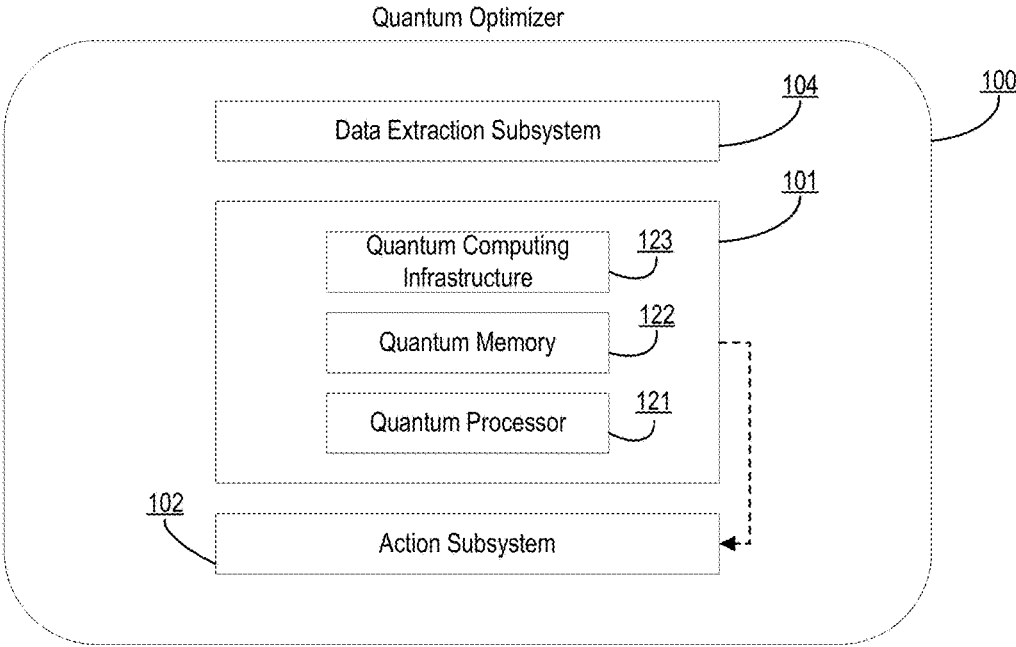 Quantum Optimizer
104
100
Data Extraction Subsystem
101
Quantum Computing
Infrastructure
123
Quantum Memory
122
Quantum Processor
121
102
Action Subsystem